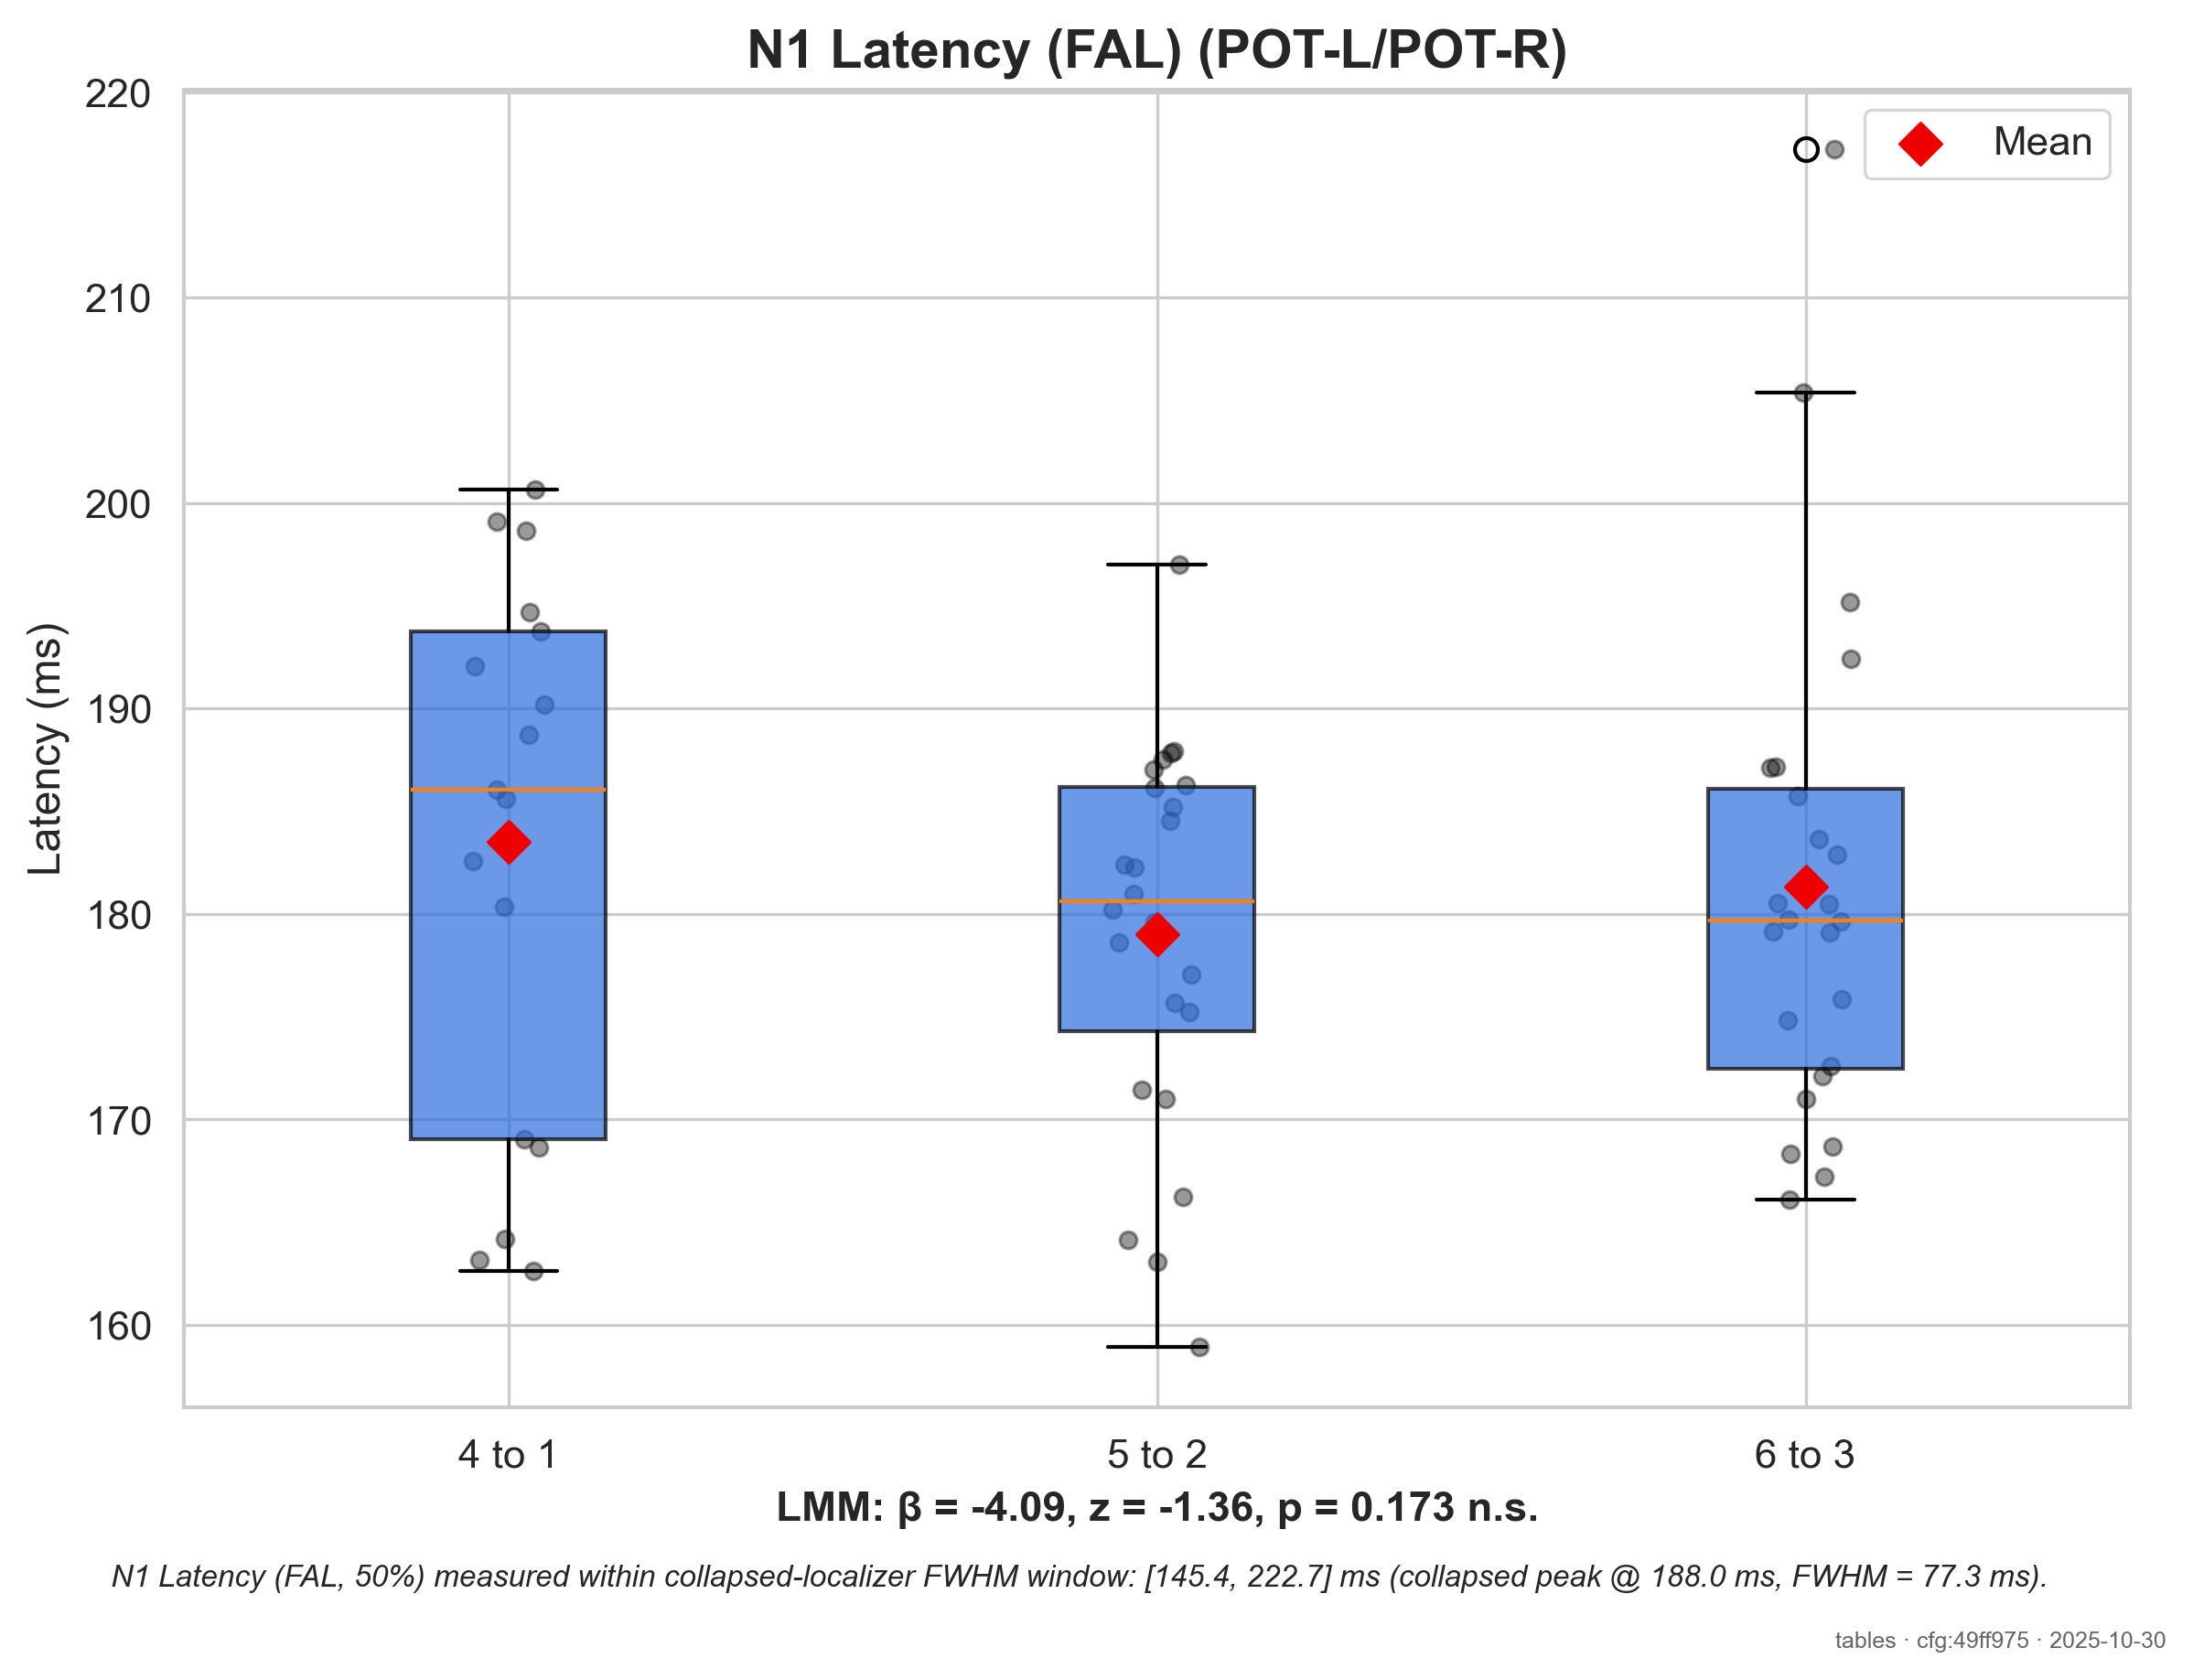 N1 Latency (FAL) (POT-L/POT-R)
220
210
200
190
180
170
160
Latency (ms)
Mean
4 to 1
5 to 2
6 to 3
LMM: β = -4.09, z = -1.36, p = 0.173 n.s.
N1 Latency (FAL, 50%) measured within collapsed-localizer FWHM window: [145.4, 222.7] ms (collapsed peak @ 188.0 ms, FWHM = 77.3 ms).
tables · cfg:49ff975 · 2025-10-30